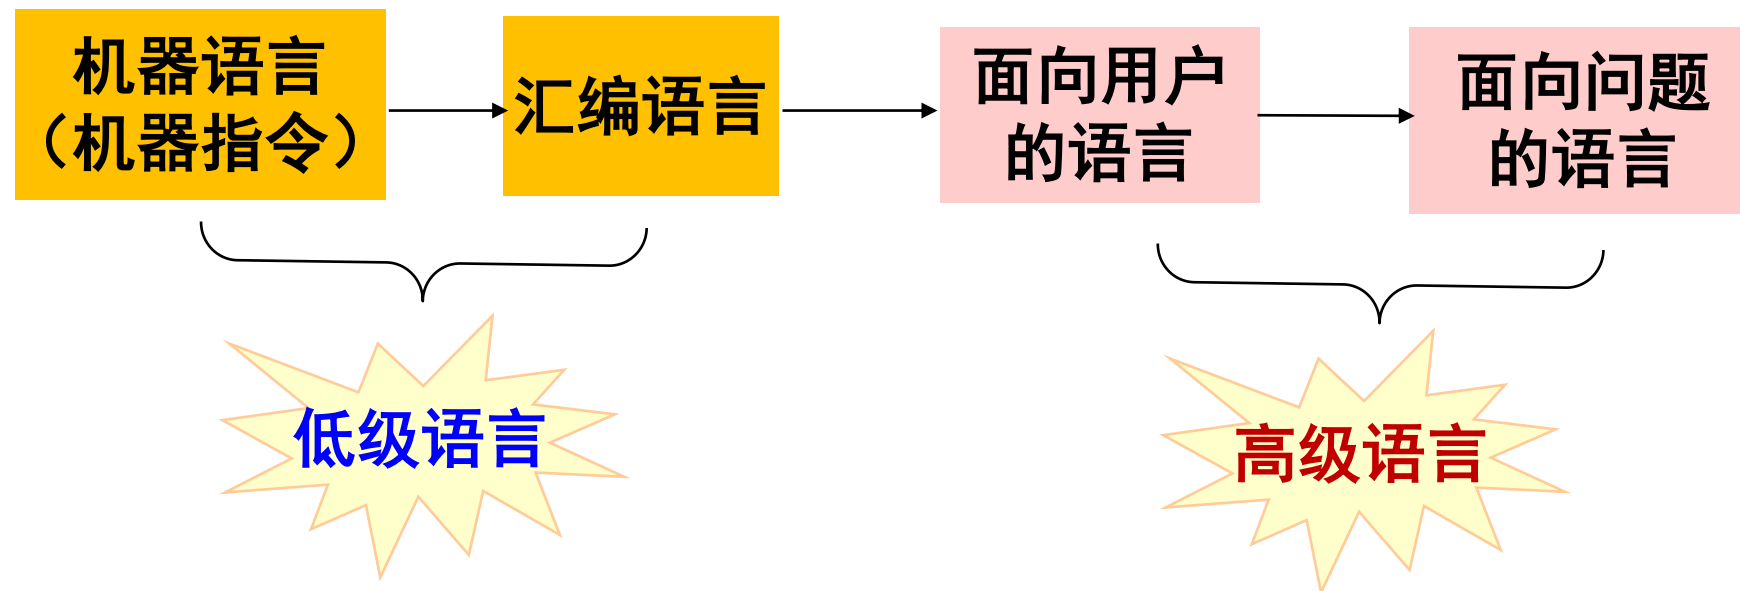 机器语言
（机器指令）
汇编语言
面向用户
的语言
面向问题
的语言
低级语言
高级语言